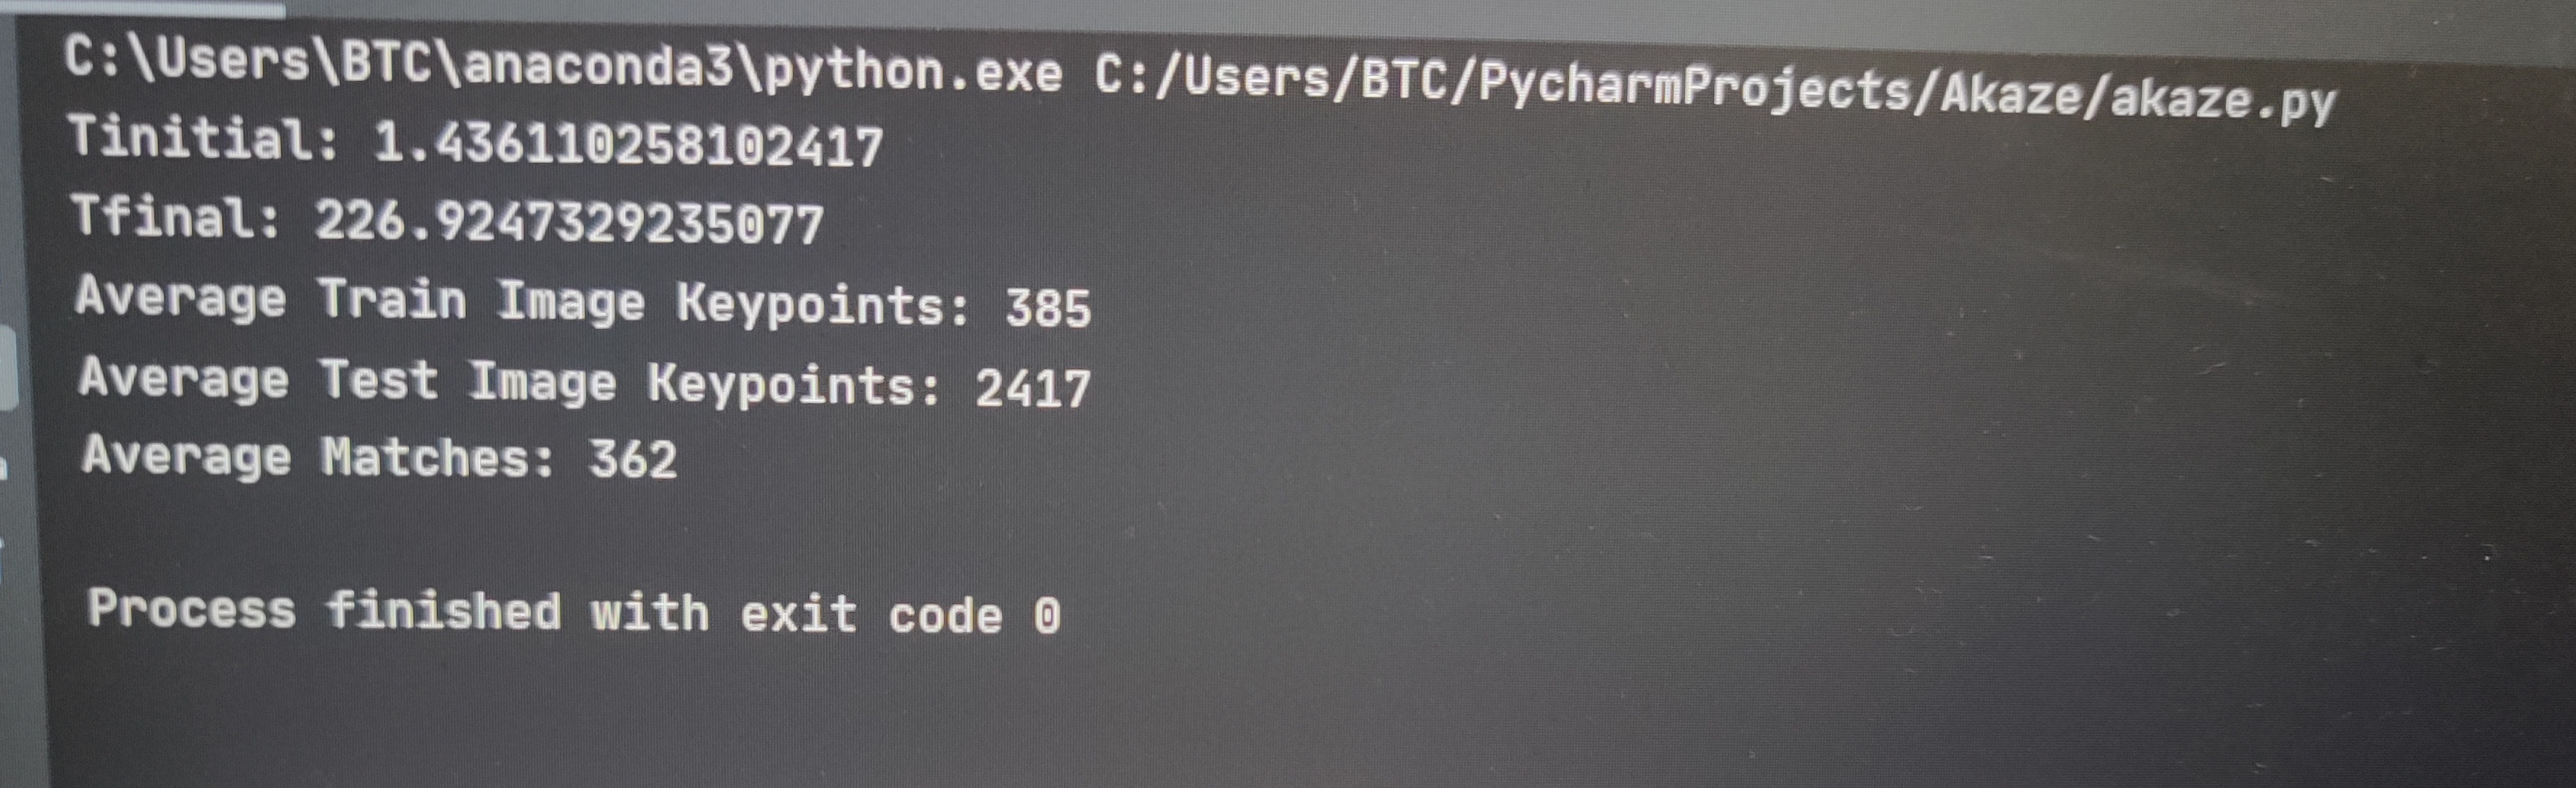 C:\Users\BTC\anaconda3\python.exe C:/Users/BTC/PycharmProjects/Akaze/akaze.py
Tinitial: 1.436110258102417
Tfinal: 226.9247329235077
Average Train Image Keypoints: 385
Average Test Image Keypoints: 2417
Average Matches: 362
Process finished with exit code 0